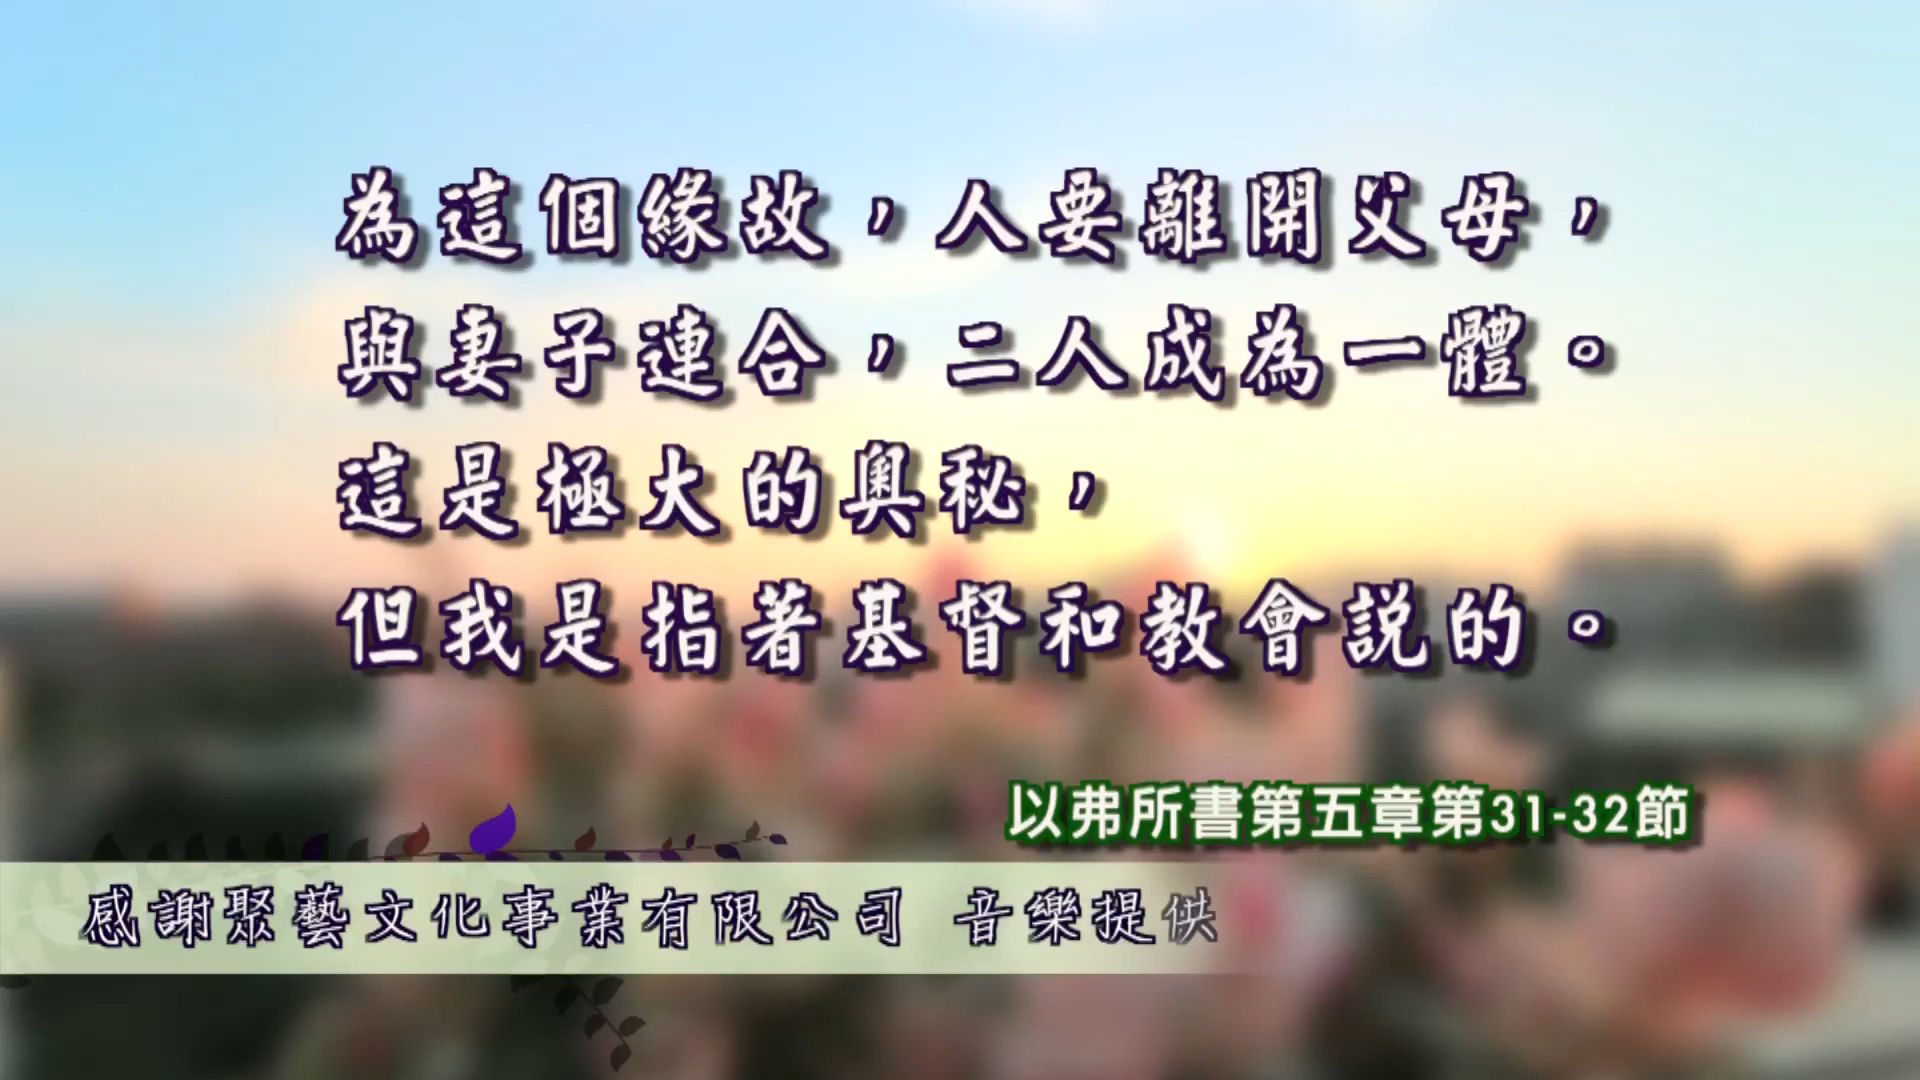 為這個緣故，人要離開父母，
與妻子連合，二人成為一體。
這是極大的奧秘，
但我是指著基督和教會説的。
以弗所書第五章第31-32節
感謝聚藝文化事業有限公司 音樂提供